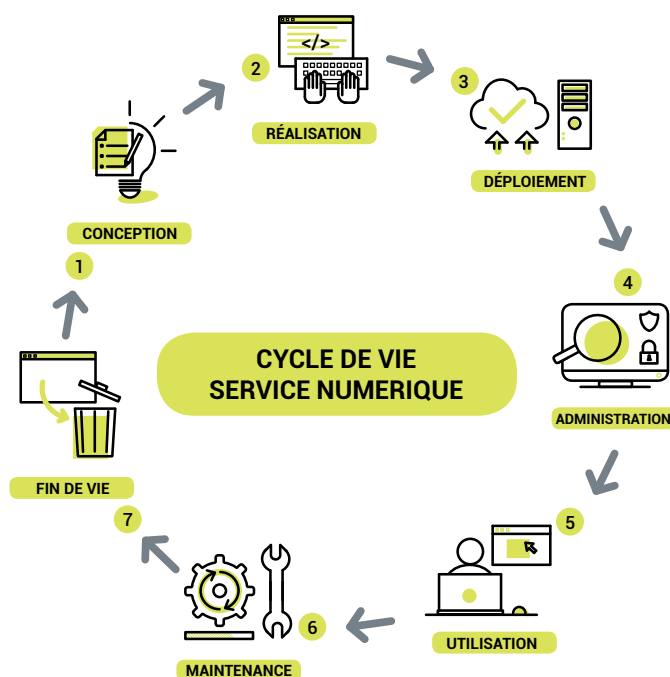 2
</>
RÉALISATION
3
DÉPLOIEMENT
CONCEPTION
1
4
CYCLE DE VIE
SERVICE NUMERIQUE
ADMINISTRATION
FIN DE VIE
7
5
UTILISATION
6
MAINTENANCE